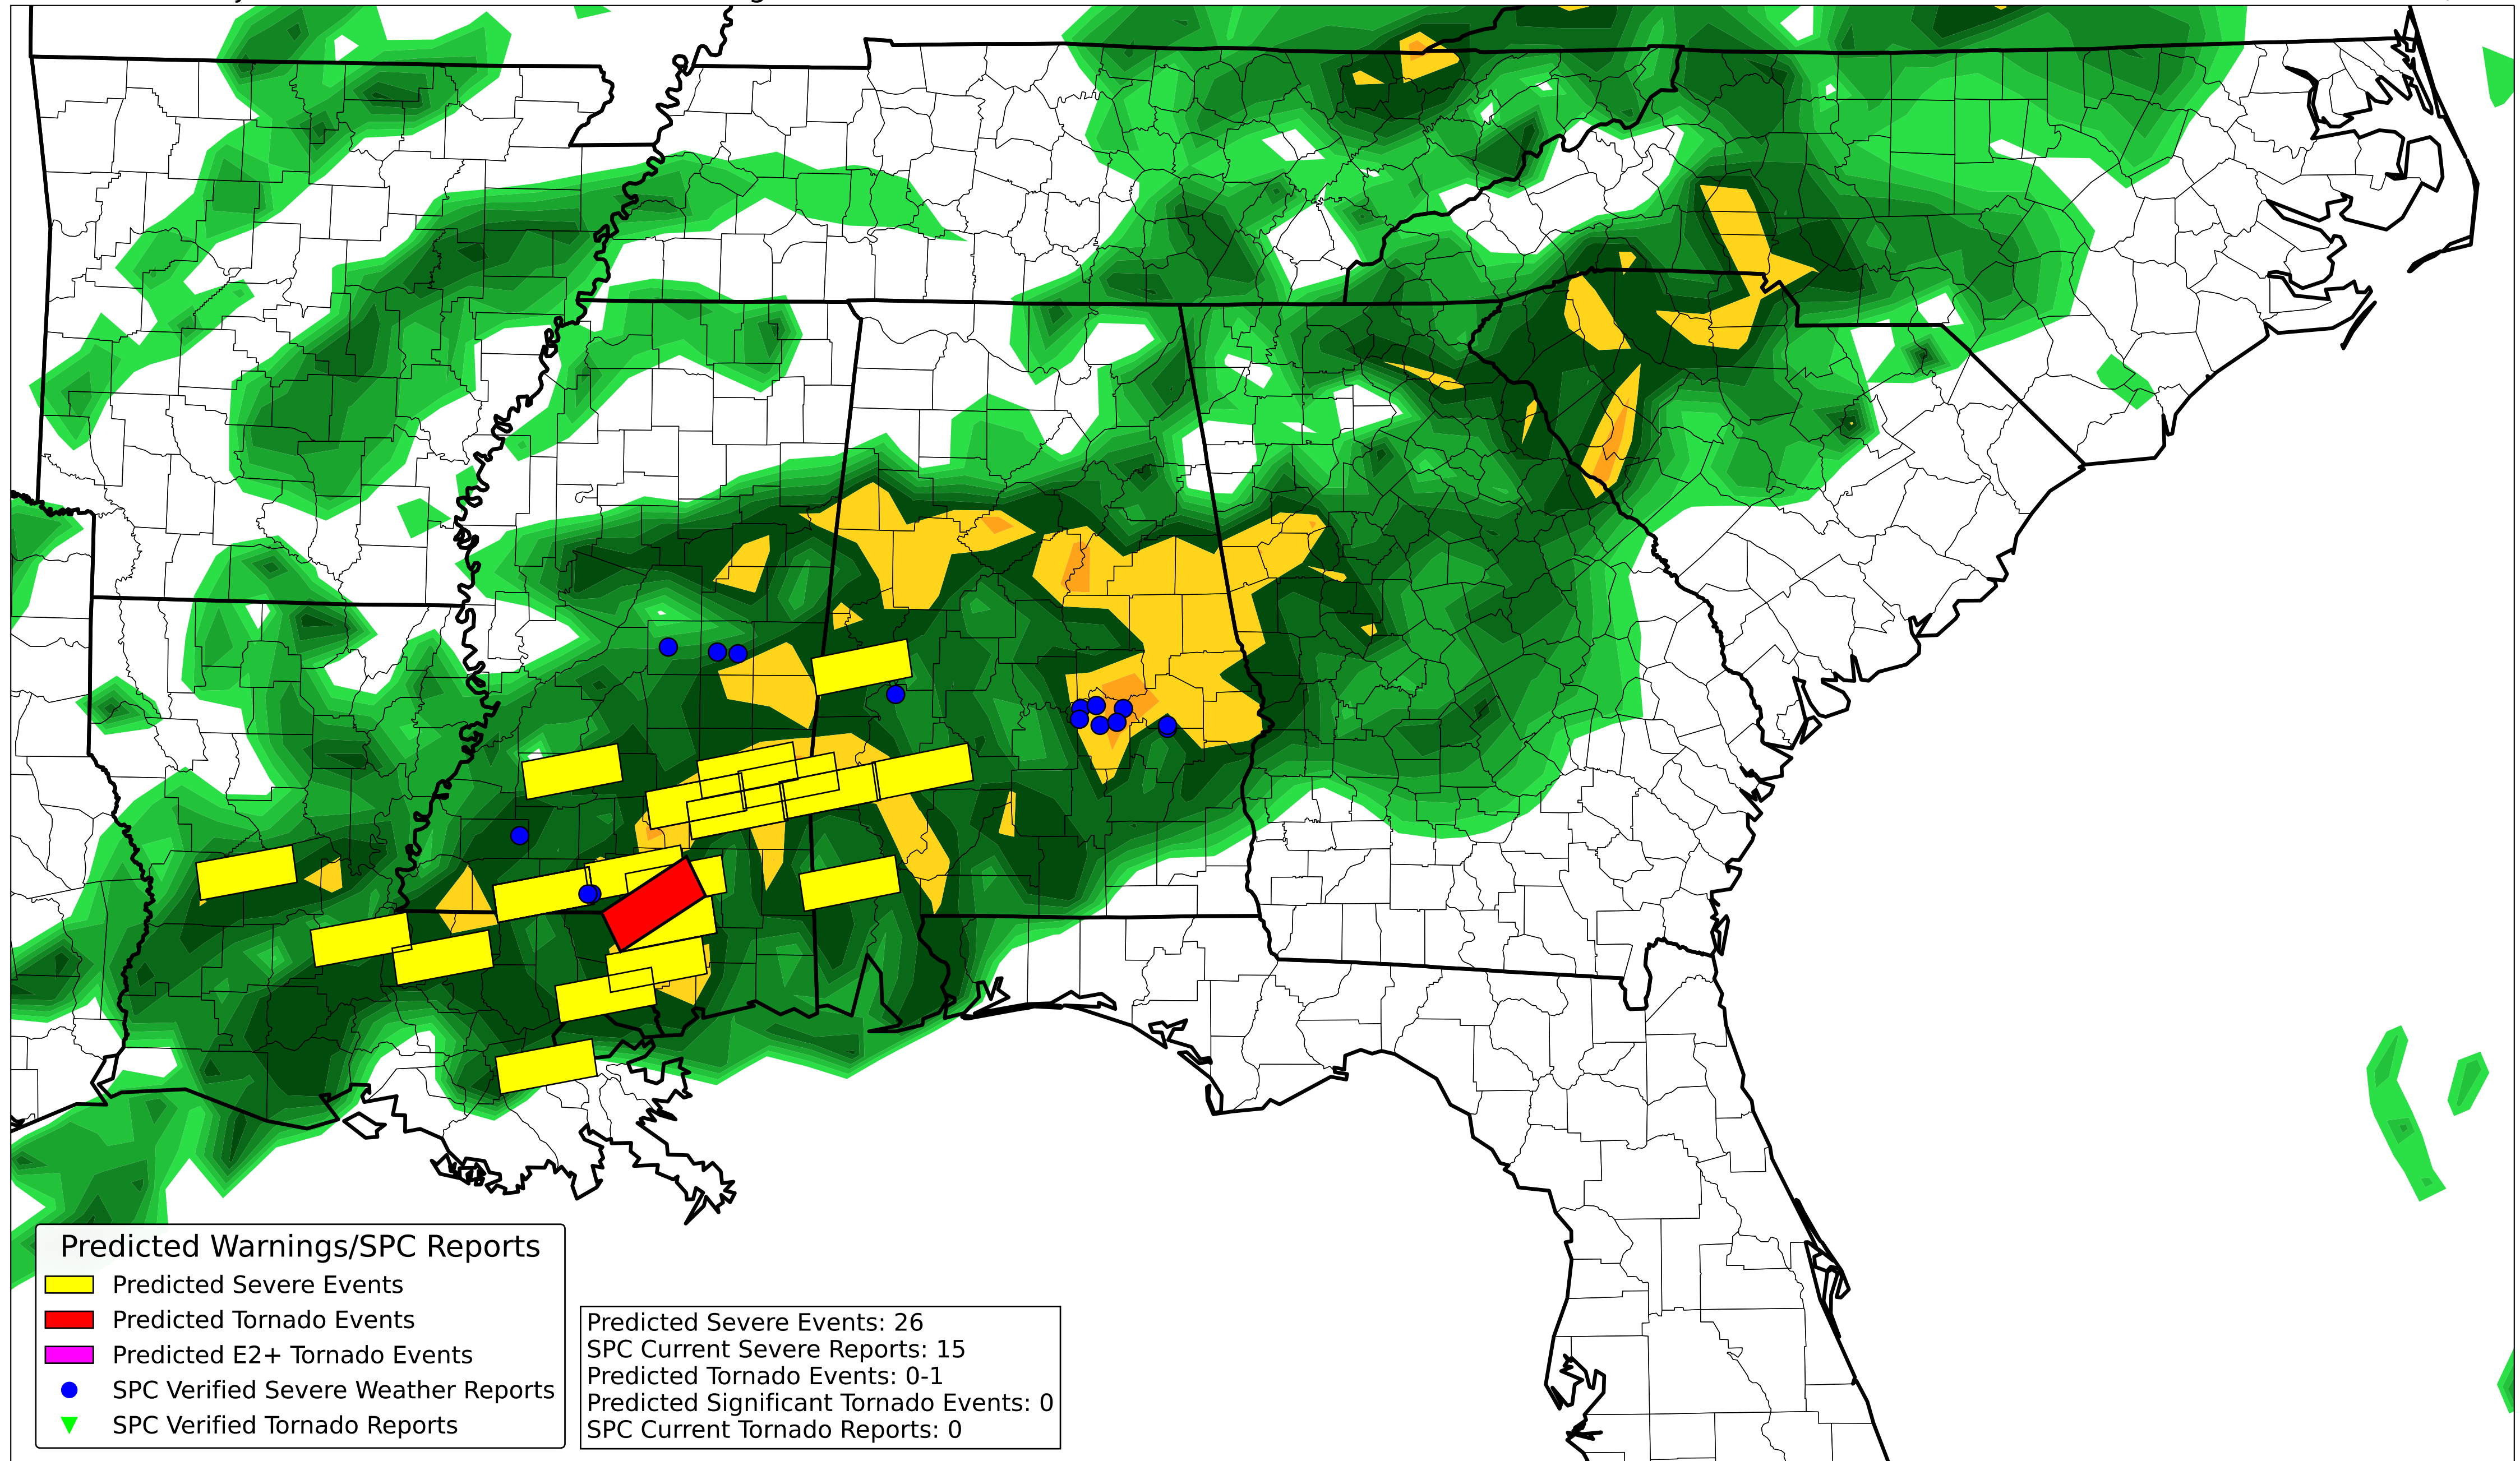 Predicted Warnings/SPC Reports
Predicted Severe Events
Predicted Tornado Events
Predicted E2+ Tornado Events
SPC Verified Severe Weather Reports
SPC Verified Tornado Reports
Predicted Severe Events: 26
SPC Current Severe Reports: 15
Predicted Tornado Events: 0-1
Predicted Significant Tornado Events: 0
SPC Current Tornado Reports: 0